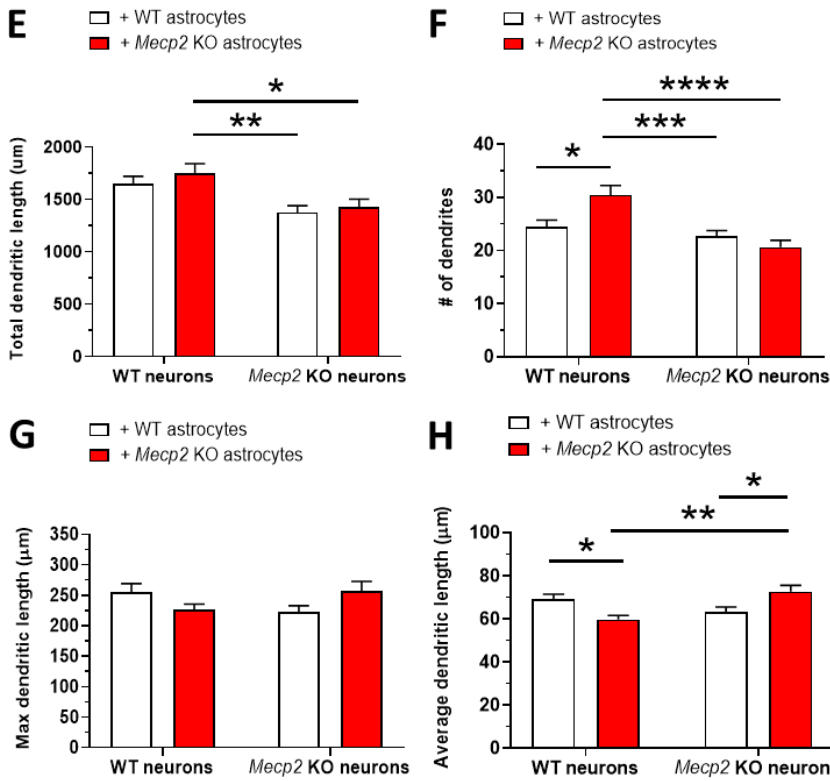 E
+ WT astrocytes
+ Mecp2 KO astrocytes
*
**
Total dendritic length (um)
2000
1500
1000
500
0
WT neurons
Mecp2 KO neurons
F
+ WT astrocytes
+ Mecp2 KO astrocytes
****
***
*
# of dendrites
40
30
20
10
0
WT neurons
Mecp2 KO neurons
G
+ WT astrocytes
+ Mecp2 KO astrocytes
Max dendritic length (μm)
350
300
250
200
150
100
50
0
WT neurons
Mecp2 KO neurons
H
+ WT astrocytes
+ Mecp2 KO astrocytes
*
**
*
Average dendritic length (μm)
100
80
60
40
20
0
WT neurons
Mecp2 KO neuron